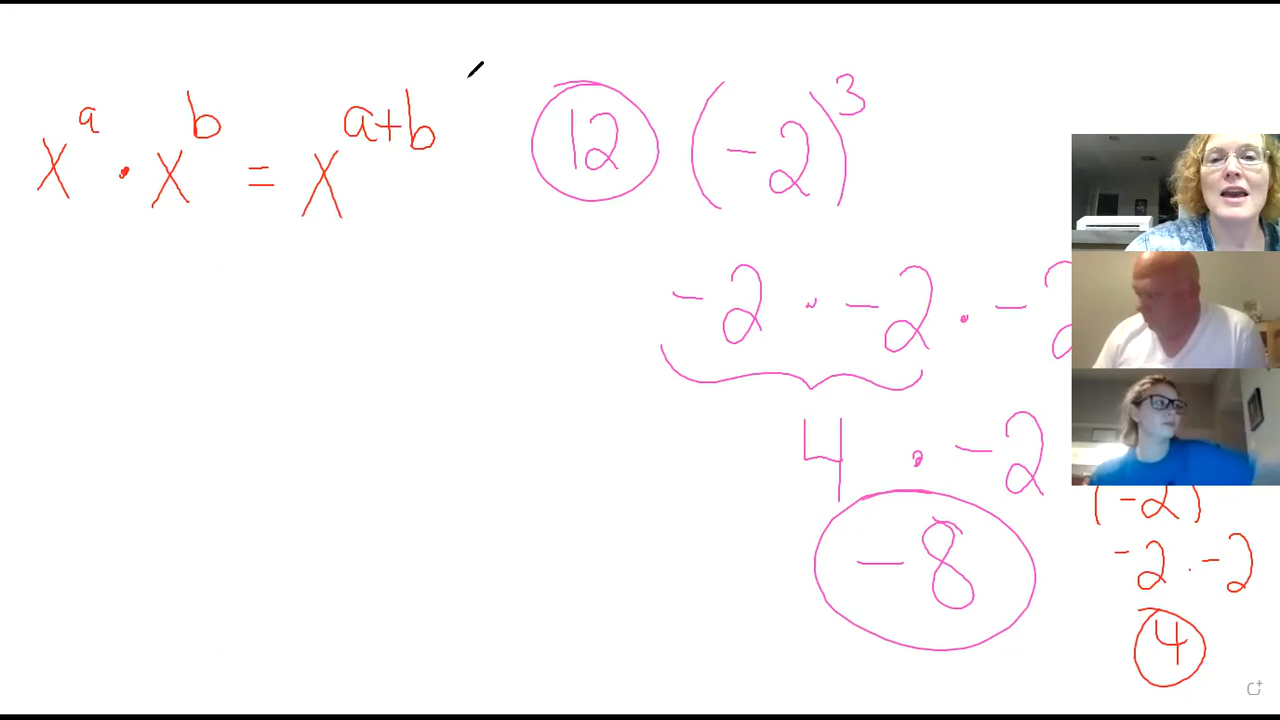 x^a · x^b = x^(a+b)
12 (-2)^3
-2 · -2 · -2
4 · -2
-8
(-2)
-2 · -2
4